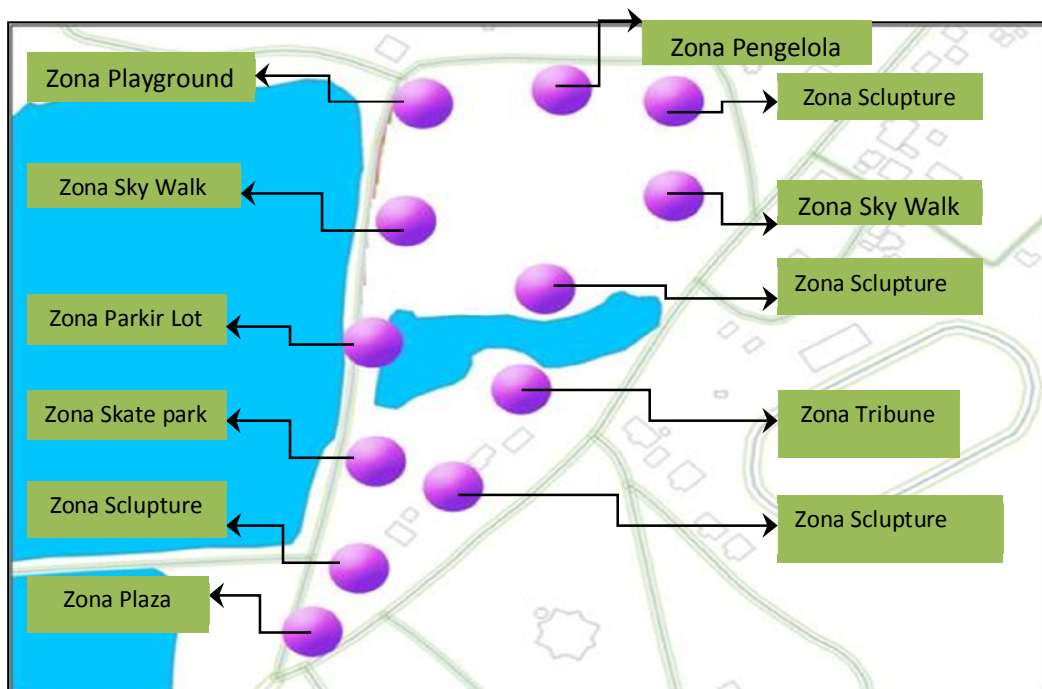 Zona Pengelola
Zona Playground
Zona Sclupture
Zona Sky Walk
Zona Sky Walk
Zona Sclupture
Zona Parkir Lot
Zona Skate park
Zona Tribune
Zona Sclupture
Zona Sclupture
Zona Plaza